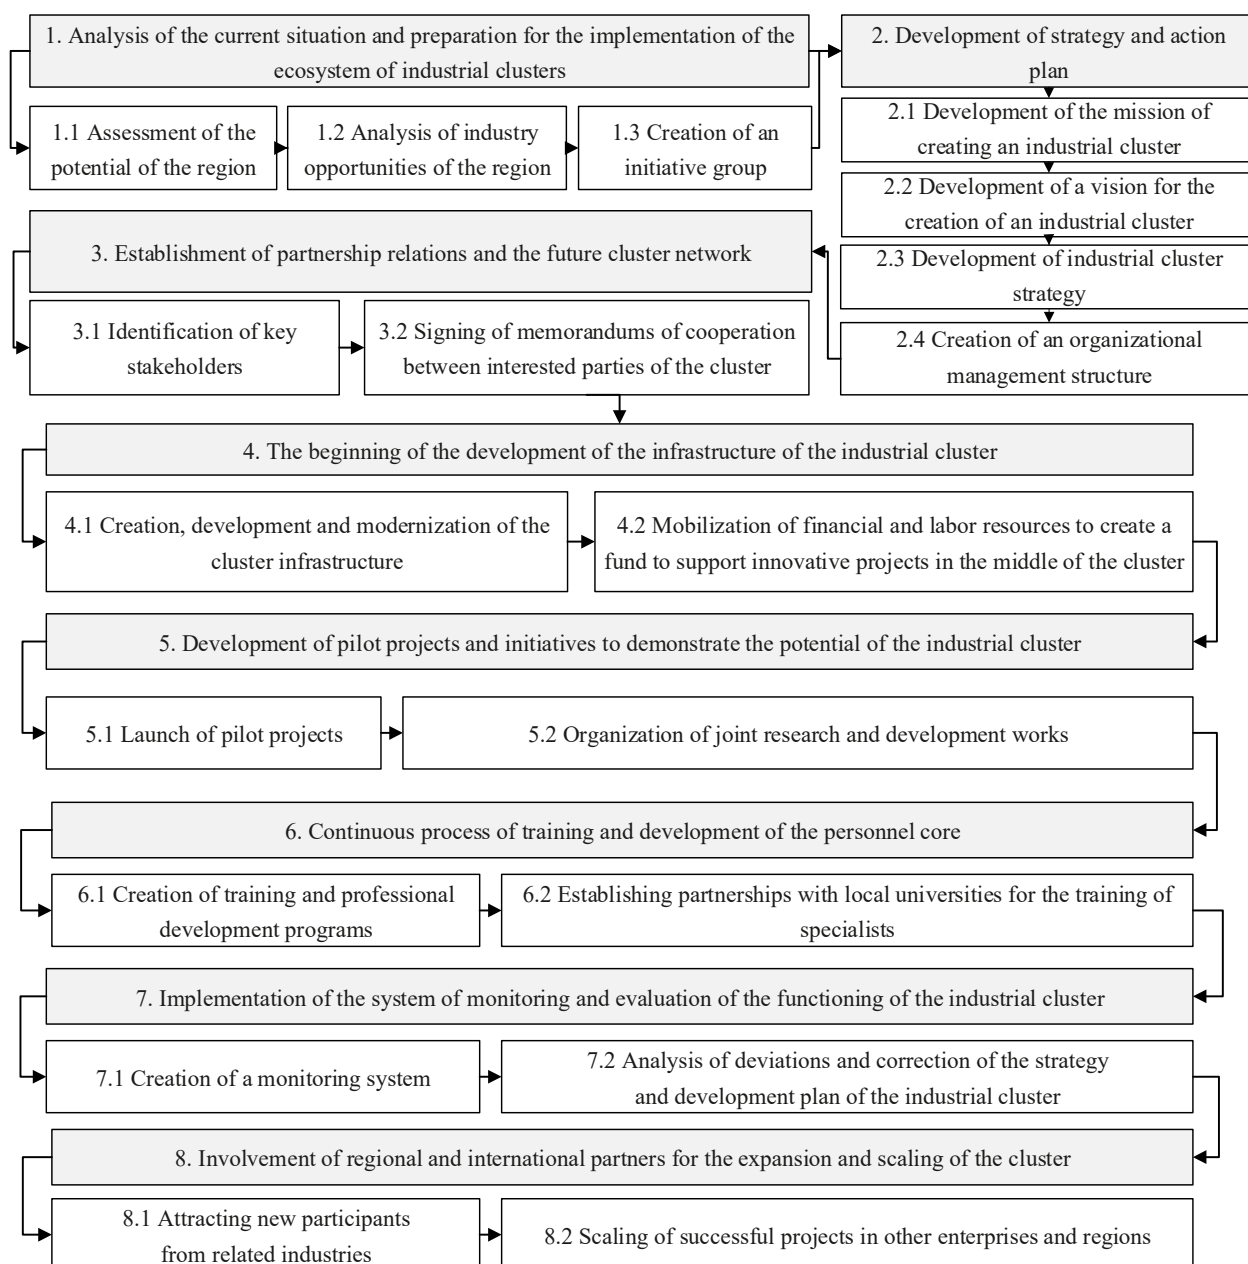 1. Analysis of the current situation and preparation for the implementation of the
ecosystem of industrial clusters
1.1 Assessment of the
potential of the region
1.2 Analysis of industry
opportunities of the region
1.3 Creation of an
initiative group
2. Development of strategy and action
plan
2.1 Development of the mission of
creating an industrial cluster
2.2 Development of a vision for the
creation of an industrial cluster
2.3 Development of industrial cluster
strategy
2.4 Creation of an organizational
management structure
3. Establishment of partnership relations and the future cluster network
3.1 Identification of key
stakeholders
3.2 Signing of memorandums of cooperation
between interested parties of the cluster
4. The beginning of the development of the infrastructure of the industrial cluster
4.1 Creation, development and modernization of the
cluster infrastructure
4.2 Mobilization of financial and labor resources to create a
fund to support innovative projects in the middle of the cluster
5. Development of pilot projects and initiatives to demonstrate the potential of the industrial cluster
5.1 Launch of pilot projects
5.2 Organization of joint research and development works
6. Continuous process of training and development of the personnel core
6.1 Creation of training and professional
development programs
6.2 Establishing partnerships with local universities for the training of
specialists
7. Implementation of the system of monitoring and evaluation of the functioning of the industrial cluster
7.1 Creation of a monitoring system
7.2 Analysis of deviations and correction of the strategy
and development plan of the industrial cluster
8. Involvement of regional and international partners for the expansion and scaling of the cluster
8.1 Attracting new participants
from related industries
8.2 Scaling of successful projects in other enterprises and regions